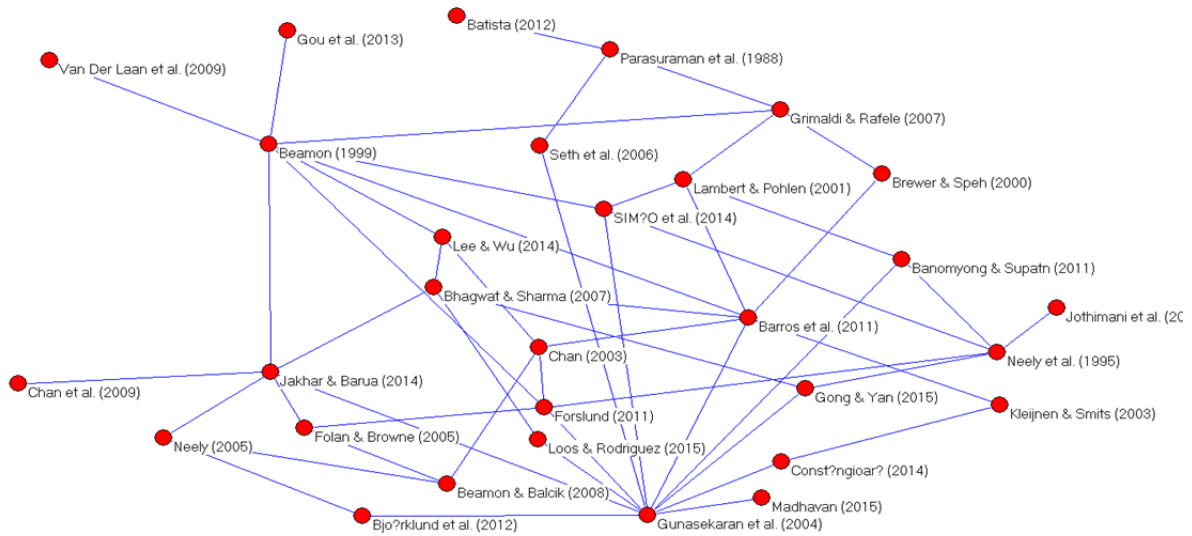 Batista (2012)
Gou et al. (2013)
Parasuraman et al. (1988
Van Der Laan et al. (2009)
Grimaldi & Rafele (2007)
Beamon (1999)
Seth et al. (2006)
Lambert & Pohlen (2001)
Brewer & Speh (2000)
SIM?O et al. (2014)
Lee & Wu (2014)
Banomyong & Supatn (2011)
Bhagwat & Sharma (2007)
Jothimani et al. (20
Barros et al. (2011)
Chan (2003)
Neely et al. (1995)
Jakhar & Barua (2014)
Chan et al. (2009)
Gong & Yan (2015)
Forslund (2011)
Kleijnen & Smits (2003)
Folan & Browne (2005)
Neely (2005)
Loos & Rodriguez (2015)
Const?ngioar? (2014)
Beamon & Balcik (2008)
Madhavan (2015)
Bjo?rklund et al. (2012)
Gunasekaran et al. (2004)